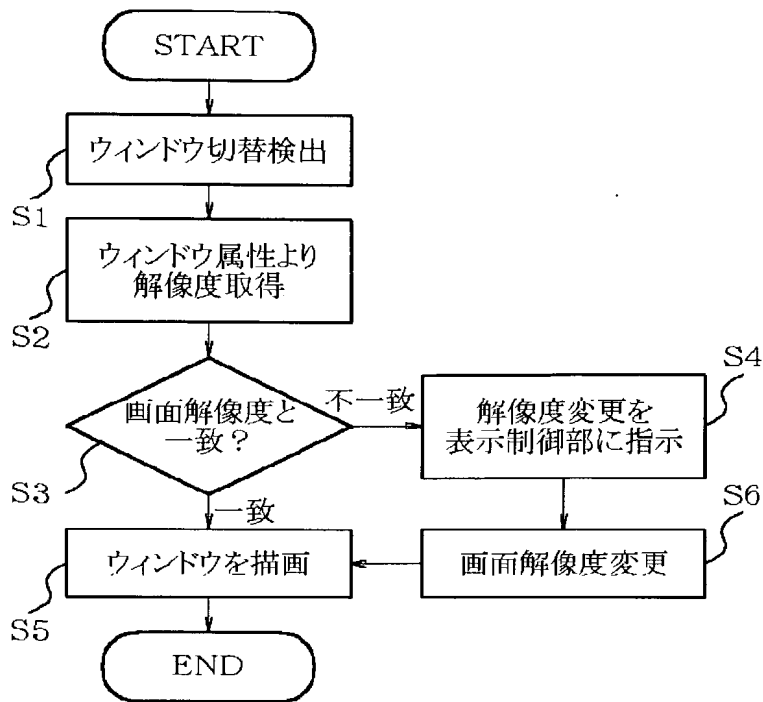 START
ウィンドウ切替検出
S1
ウィンドウ属性より
解像度取得
S2
画面解像度と
一致?
S3
不一致
解像度変更を
表示制御部に指示
S4
一致
ウィンドウを描画
S5
画面解像度変更
S6
END